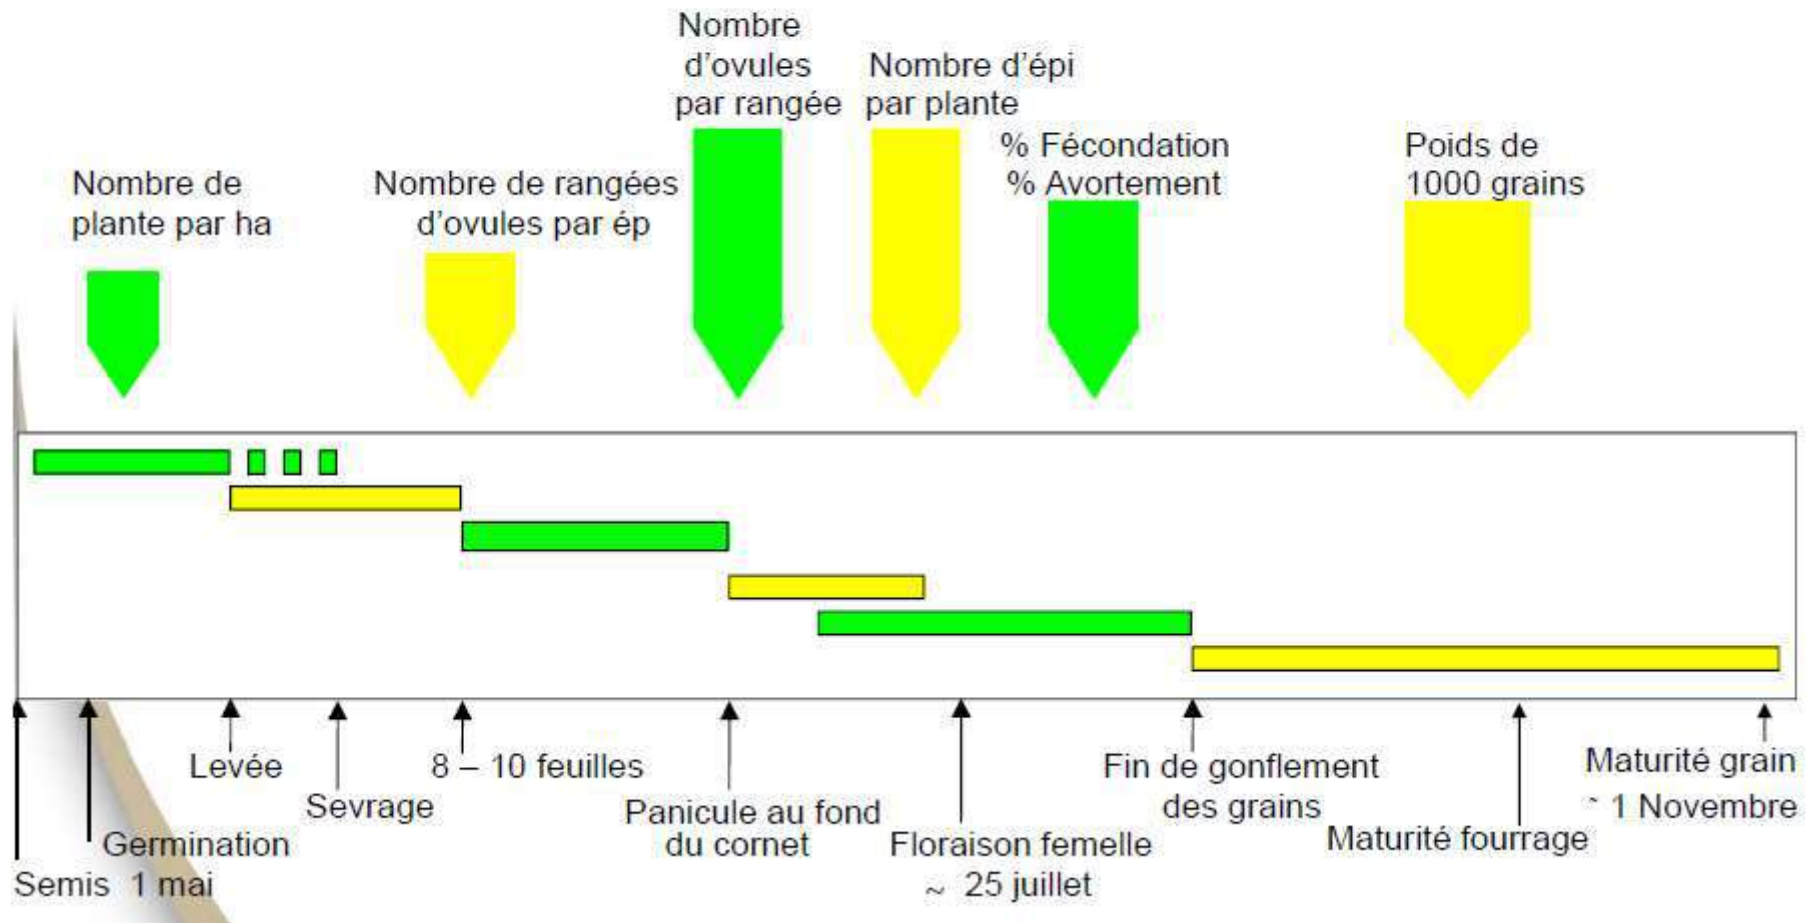 Nombre
d'ovules
par rangée
Nombre d'épi
par plante
% Fécondation
% Avortement
Poids de
1000 grains
Nombre de
plante par ha
Nombre de rangées
d'ovules par ép
Levée
8 – 10 feuilles
Fin de gonflement
des grains
Maturité grain
~ 1 Novembre
Sevrage
Panicule au fond
du cornet
Maturité fourrage
Germination
Floraison femelle
~ 25 juillet
Semis 1 mai